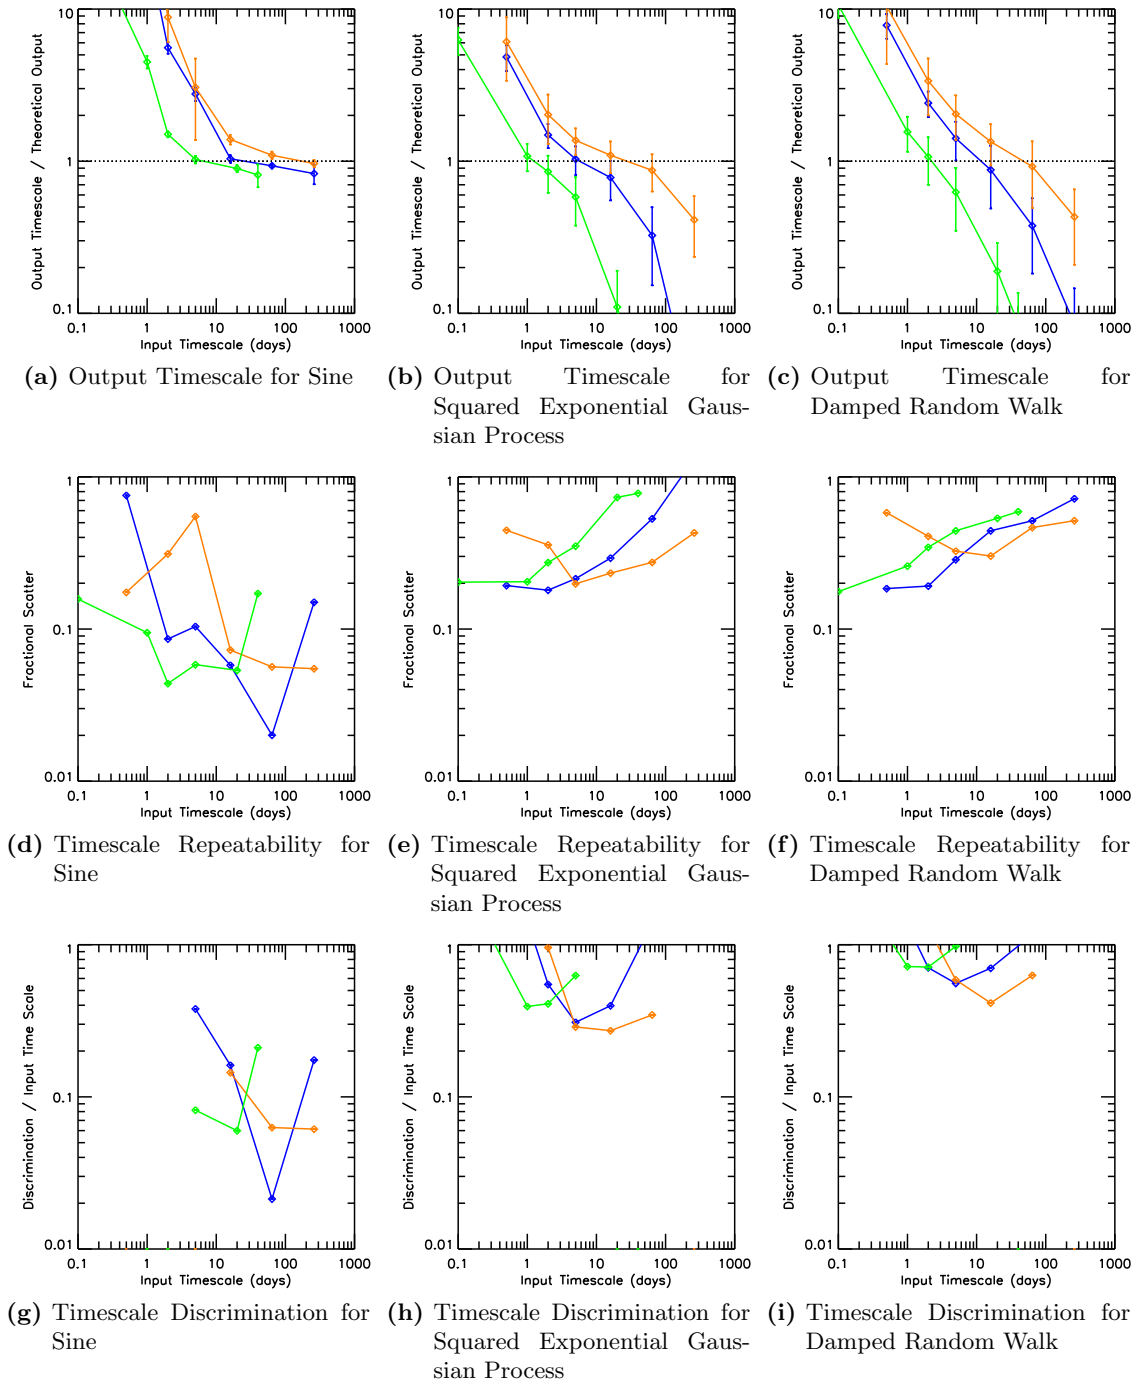 Output Timescale / Theoretical Output
10
1
0.1
0.1 1 10 100 1000
Input Timescale (days)
(a) Output Timescale for Sine
Output Timescale / Theoretical Output
10
1
0.1
0.1 1 10 100 1000
Input Timescale (days)
(b) Output Timescale for
Squared Exponential Gaus-
sian Process
Output Timescale / Theoretical Output
10
1
0.1
0.1 1 10 100 1000
Input Timescale (days)
(c) Output Timescale for
Damped Random Walk
Fractional Scatter
1
0.1
0.01
0.1 1 10 100 1000
Input Timescale (days)
(d) Timescale Repeatability for
Sine
Fractional Scatter
1
0.1
0.01
0.1 1 10 100 1000
Input Timescale (days)
(e) Timescale Repeatability for
Squared Exponential Gaus-
sian Process
Fractional Scatter
1
0.1
0.01
0.1 1 10 100 1000
Input Timescale (days)
(f) Timescale Repeatability for
Damped Random Walk
Discrimination / Input Time Scale
1
0.1
0.01
0.1 1 10 100 1000
Input Timescale (days)
(g) Timescale Discrimination for
Sine
Discrimination / Input Time Scale
1
0.1
0.01
0.1 1 10 100 1000
Input Timescale (days)
(h) Timescale Discrimination for
Squared Exponential Gaus-
sian Process
Discrimination / Input Time Scale
1
0.1
0.01
0.1 1 10 100 1000
Input Timescale (days)
(i) Timescale Discrimination for
Damped Random Walk